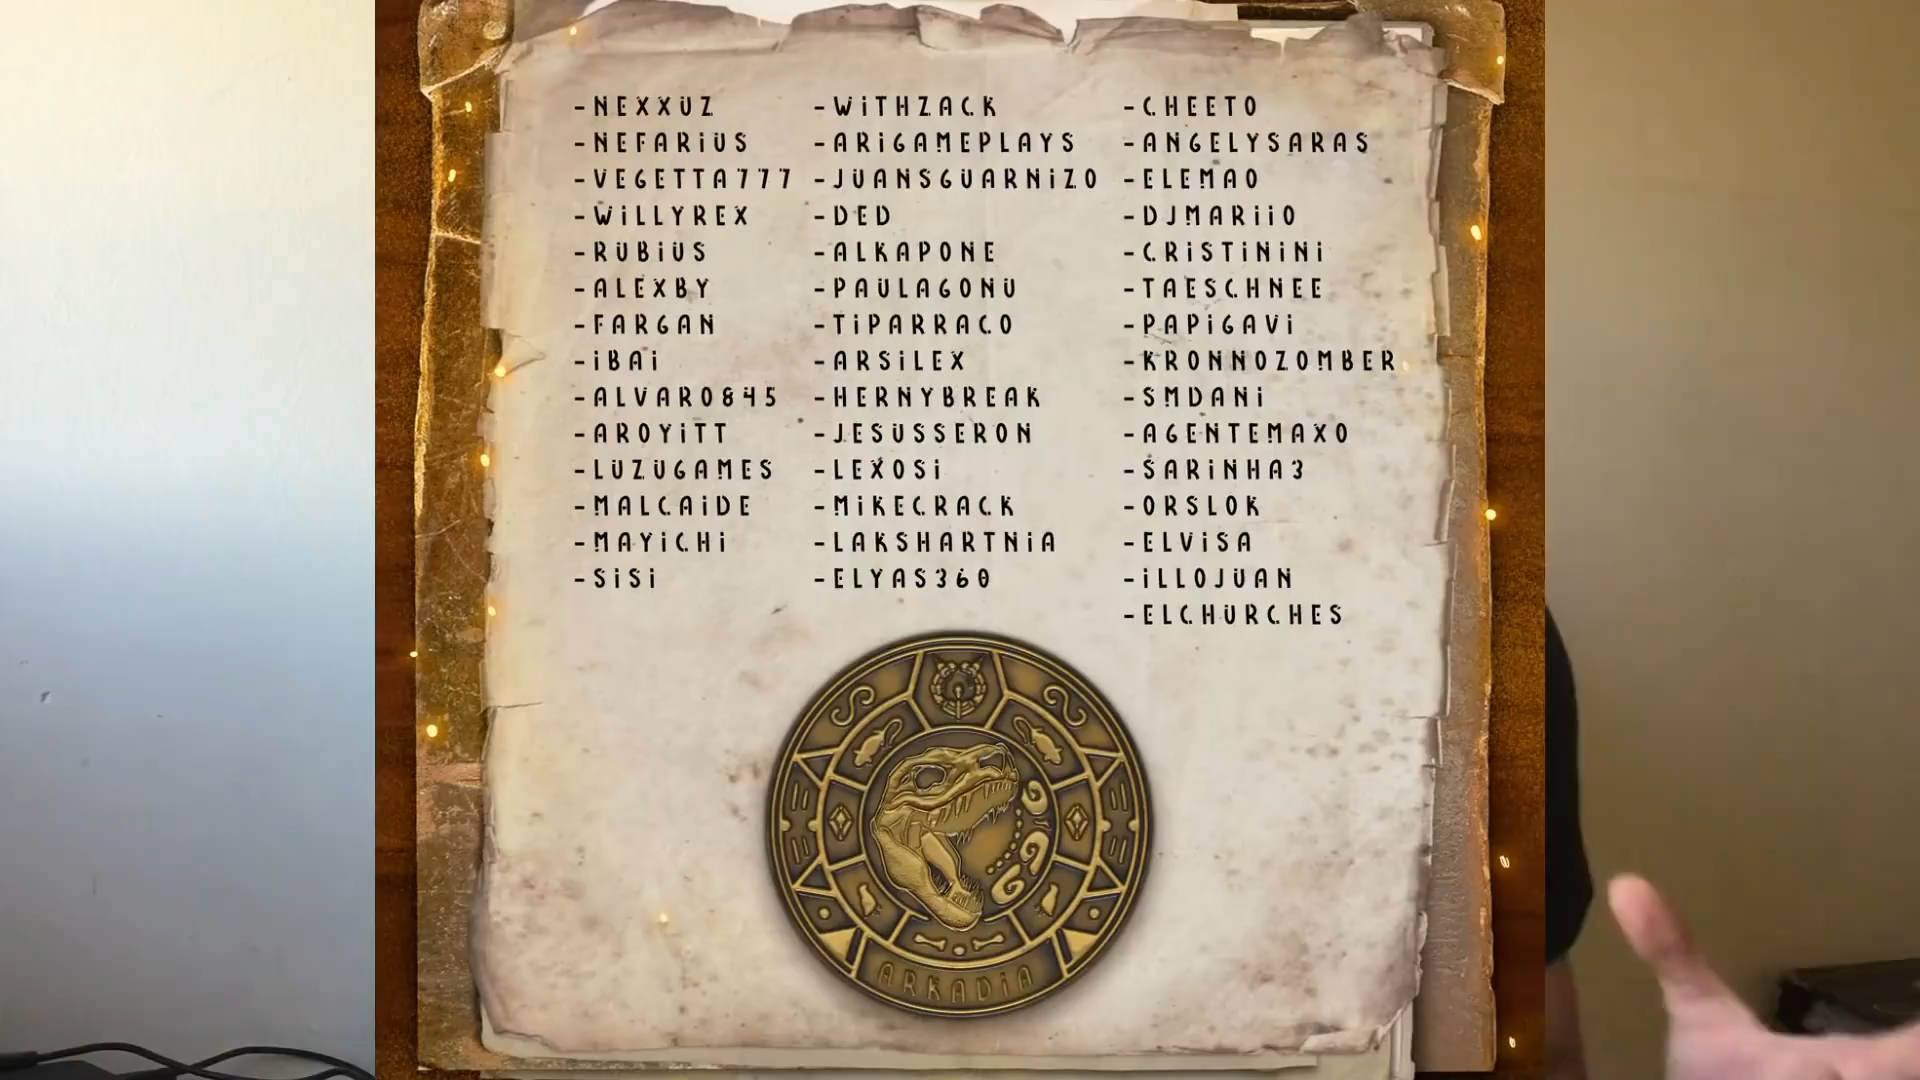 -NEXXUZ
-NEFARiUS
-VEGETTA777
-WiLLYREX
-RUBiUS
-ALEXBY
-FARGAN
-iBAi
-ALVARO845
-AROYiTT
-LUZUGAMES
-MALCAiDE
-MAYiCHi
-SiSi
-WiTHZACK
-ARiGAMEPLAYS
-JUANSGUARNiZO
-DED
-ALKAPONE
-PAULAGONU
-TiPARRACO
-ARSiLEX
-HERNYBREAK
-JESUSSERON
-LEXOSi
-MiKECRACK
-LAKSHARTNiA
-ELYAS360
-CHEETO
-ANGELYSARAS
-ELEMAO
-DJMARiiO
-CRiSTiNiNi
-TAESCHNEE
-PAPiGAVi
-KRONNOZOMBER
-SMDANi
-AGENTEMAXO
-SARiNHA3
-ORSLOK
-ELViSA
-iLLOJUAN
-ELCHURCHES
ARKADiA